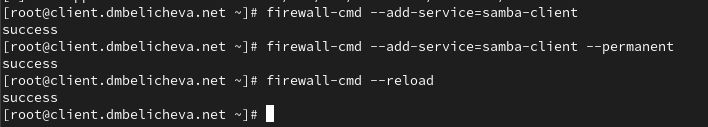 [root@client.dmbelicheva.net ~]# firewall-cmd --add-service=samba-client
success
[root@client.dmbelicheva.net ~]# firewall-cmd --add-service=samba-client --permanent
success
[root@client.dmbelicheva.net ~]# firewall-cmd --reload
success
[root@client.dmbelicheva.net ~]#